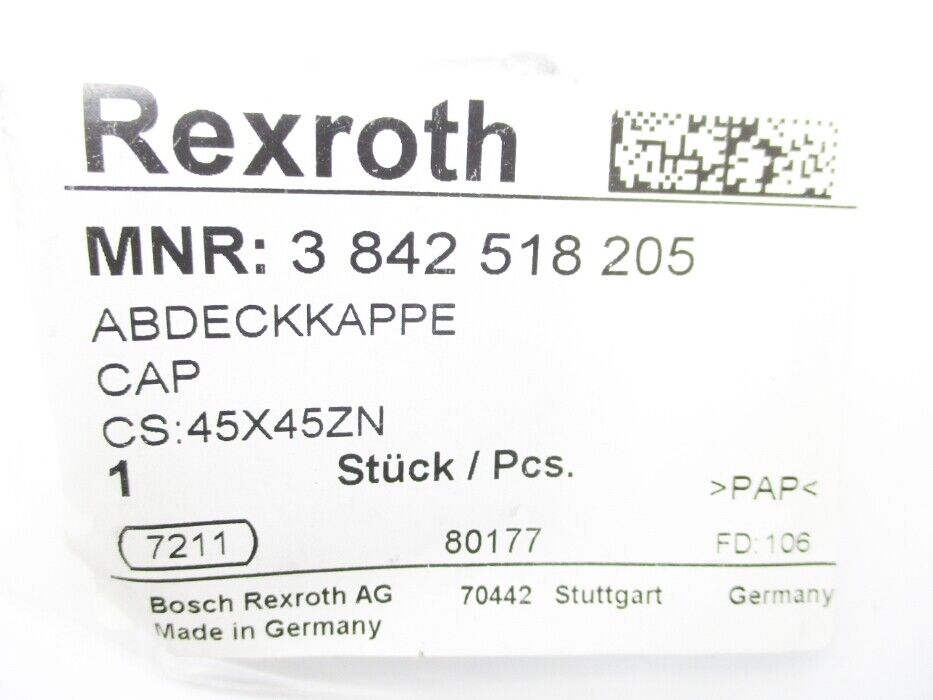 Rexroth
MNR: 3 842 518 205
ABDECKKAPPE
CAP
CS:45X45ZN
1 Stück / Pcs.
>PAP<
7211 80177 FD:106
Bosch Rexroth AG 70442 Stuttgart Germany
Made in Germany